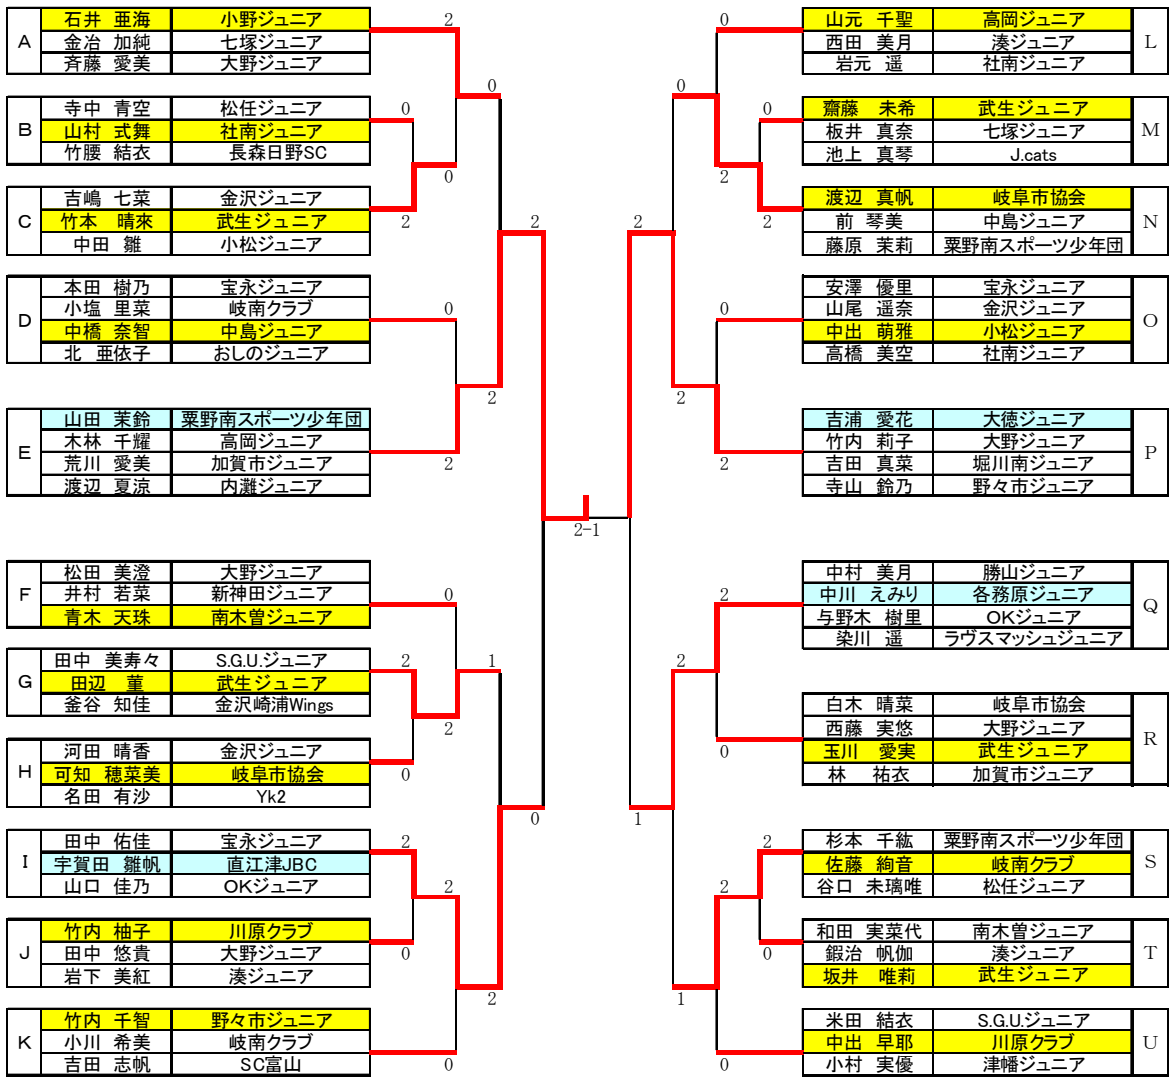 A
石井 亜海 小野ジュニア
金冶 加純 七塚ジュニア
斉藤 愛美 大野ジュニア
B
寺中 青空 松任ジュニア
山村 式舞 社南ジュニア
竹腰 結衣 長森日野SC
C
吉嶋 七菜 金沢ジュニア
竹本 晴來 武生ジュニア
中田 雛 小松ジュニア
D
本田 樹乃 宝永ジュニア
小塩 里菜 岐南クラブ
中橋 奈智 中島ジュニア
北 亜依子 おしのジュニア
E
山田 茉鈴 粟野南スポーツ少年団
木林 千耀 高岡ジュニア
荒川 愛美 加賀市ジュニア
渡辺 夏涼 内灘ジュニア
F
松田 美澄 大野ジュニア
井村 若菜 新神田ジュニア
青木 天珠 南木曽ジュニア
G
田中 美寿々 S.G.U.ジュニア
田辺 菫 武生ジュニア
釜谷 知佳 金沢崎浦Wings
H
河田 晴香 金沢ジュニア
可知 穂菜美 岐阜市協会
名田 有沙 Yk2
I
田中 佑佳 宝永ジュニア
宇賀田 雛帆 直江津JBC
山口 佳乃 OKジュニア
J
竹内 柚子 川原クラブ
田中 悠貴 大野ジュニア
岩下 美紅 湊ジュニア
K
竹内 千智 野々市ジュニア
小川 希美 岐南クラブ
吉田 志帆 SC富山
2
0
0
0
2
0
2
2
2
0
2
1
2
0
2
0
2
0
2
0
2-1
0
0
0
2
2
2
0
2
2
2
2
0
1
2
2
0
1
0
山元 千聖 高岡ジュニア
西田 美月 湊ジュニア
岩元 遥 社南ジュニア
L
齋藤 未希 武生ジュニア
板井 真奈 七塚ジュニア
池上 真琴 J.cats
M
渡辺 真帆 岐阜市協会
前 琴美 中島ジュニア
藤原 茉莉 粟野南スポーツ少年団
N
安澤 優里 宝永ジュニア
山尾 遥奈 金沢ジュニア
中出 萌雅 小松ジュニア
高橋 美空 社南ジュニア
O
吉浦 愛花 大徳ジュニア
竹内 莉子 大野ジュニア
吉田 真菜 堀川南ジュニア
寺山 鈴乃 野々市ジュニア
P
中村 美月 勝山ジュニア
中川 えみり 各務原ジュニア
与野木 樹里 OKジュニア
染川 遥 ラヴスマッシュジュニア
Q
白木 晴菜 岐阜市協会
西藤 実悠 大野ジュニア
玉川 愛実 武生ジュニア
林 祐衣 加賀市ジュニア
R
杉本 千紘 粟野南スポーツ少年団
佐藤 絢音 岐南クラブ
谷口 未璃唯 松任ジュニア
S
和田 実菜代 南木曽ジュニア
鍜治 帆伽 湊ジュニア
坂井 唯莉 武生ジュニア
T
米田 結衣 S.G.U.ジュニア
中出 早耶 川原クラブ
小村 実優 津幡ジュニア
U